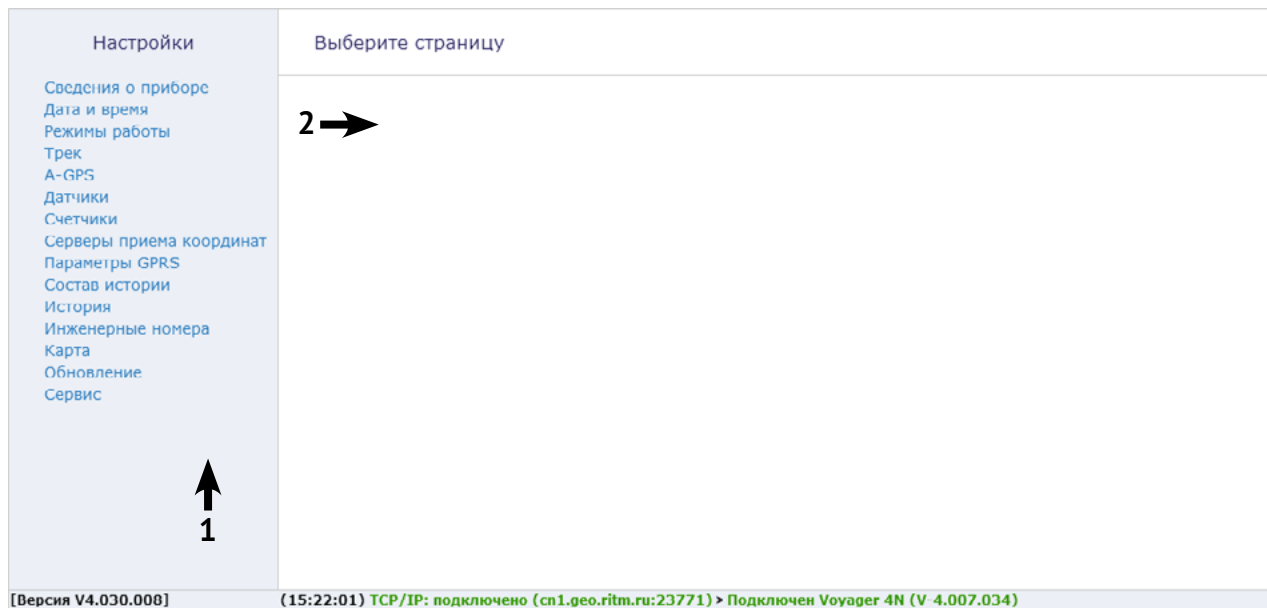 Настройки
Выберите страницу
Сведения о приборе
Дата и время
Режимы работы
Трек
A-GPS
Датчики
Счетчики
Серверы приема координат
Параметры GPRS
Состав истории
История
Инженерные номера
Карта
Обновление
Сервис
2
1
[Версия V4.030.008]
(15:22:01) TCP/IP: подключено (cn1.geo.ritm.ru:23771) > Подключен Voyager 4N (V-4.007.034)